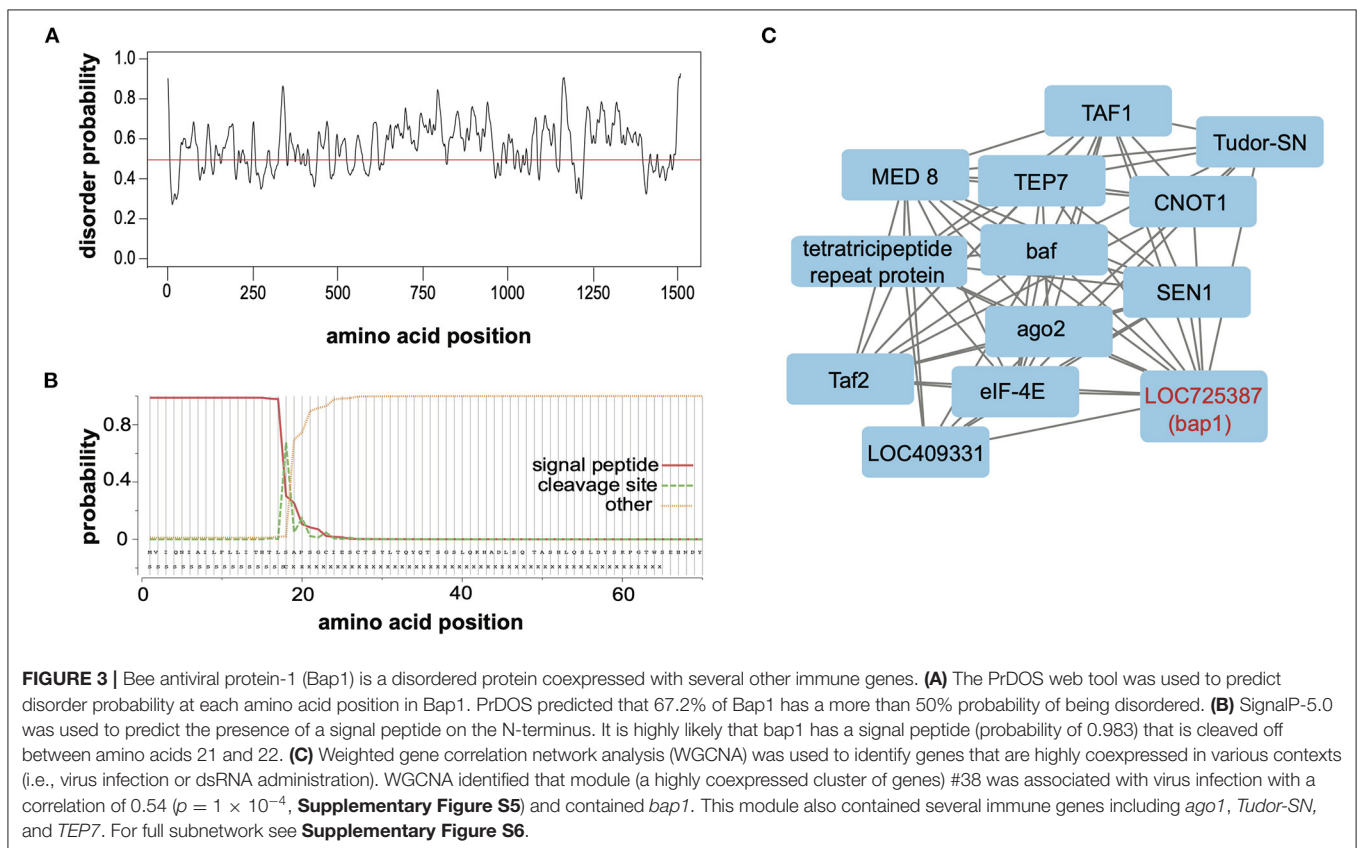 A
disorder probability
1.0
0.8
0.6
0.4
0.2
0.0
0
250
500
750
1000
1250
1500
amino acid position
B
probability
0.8
0.4
0
signal peptide
cleavage site
other
0
20
40
60
amino acid position
C
TAF1
Tudor-SN
MED 8
TEP7
CNOT1
tetratricipeptide
repeat protein
baf
SEN1
ago2
Taf2
eIF-4E
LOC725387
(bap1)
LOC409331
FIGURE 3 | Bee antiviral protein-1 (Bap1) is a disordered protein coexpressed with several other immune genes. (A) The PrDOS web tool was used to predict
disorder probability at each amino acid position in Bap1. PrDOS predicted that 67.2% of Bap1 has a more than 50% probability of being disordered. (B) SignalP-5.0
was used to predict the presence of a signal peptide on the N-terminus. It is highly likely that bap1 has a signal peptide (probability of 0.983) that is cleaved off
between amino acids 21 and 22. (C) Weighted gene correlation network analysis (WGCNA) was used to identify genes that are highly coexpressed in various contexts
(i.e., virus infection or dsRNA administration). WGCNA identified that module (a highly coexpressed cluster of genes) #38 was associated with virus infection with a
correlation of 0.54 (p = 1 × 10⁻⁴, Supplementary Figure S5) and contained bap1. This module also contained several immune genes including ago1, Tudor-SN,
and TEP7. For full subnetwork see Supplementary Figure S6.